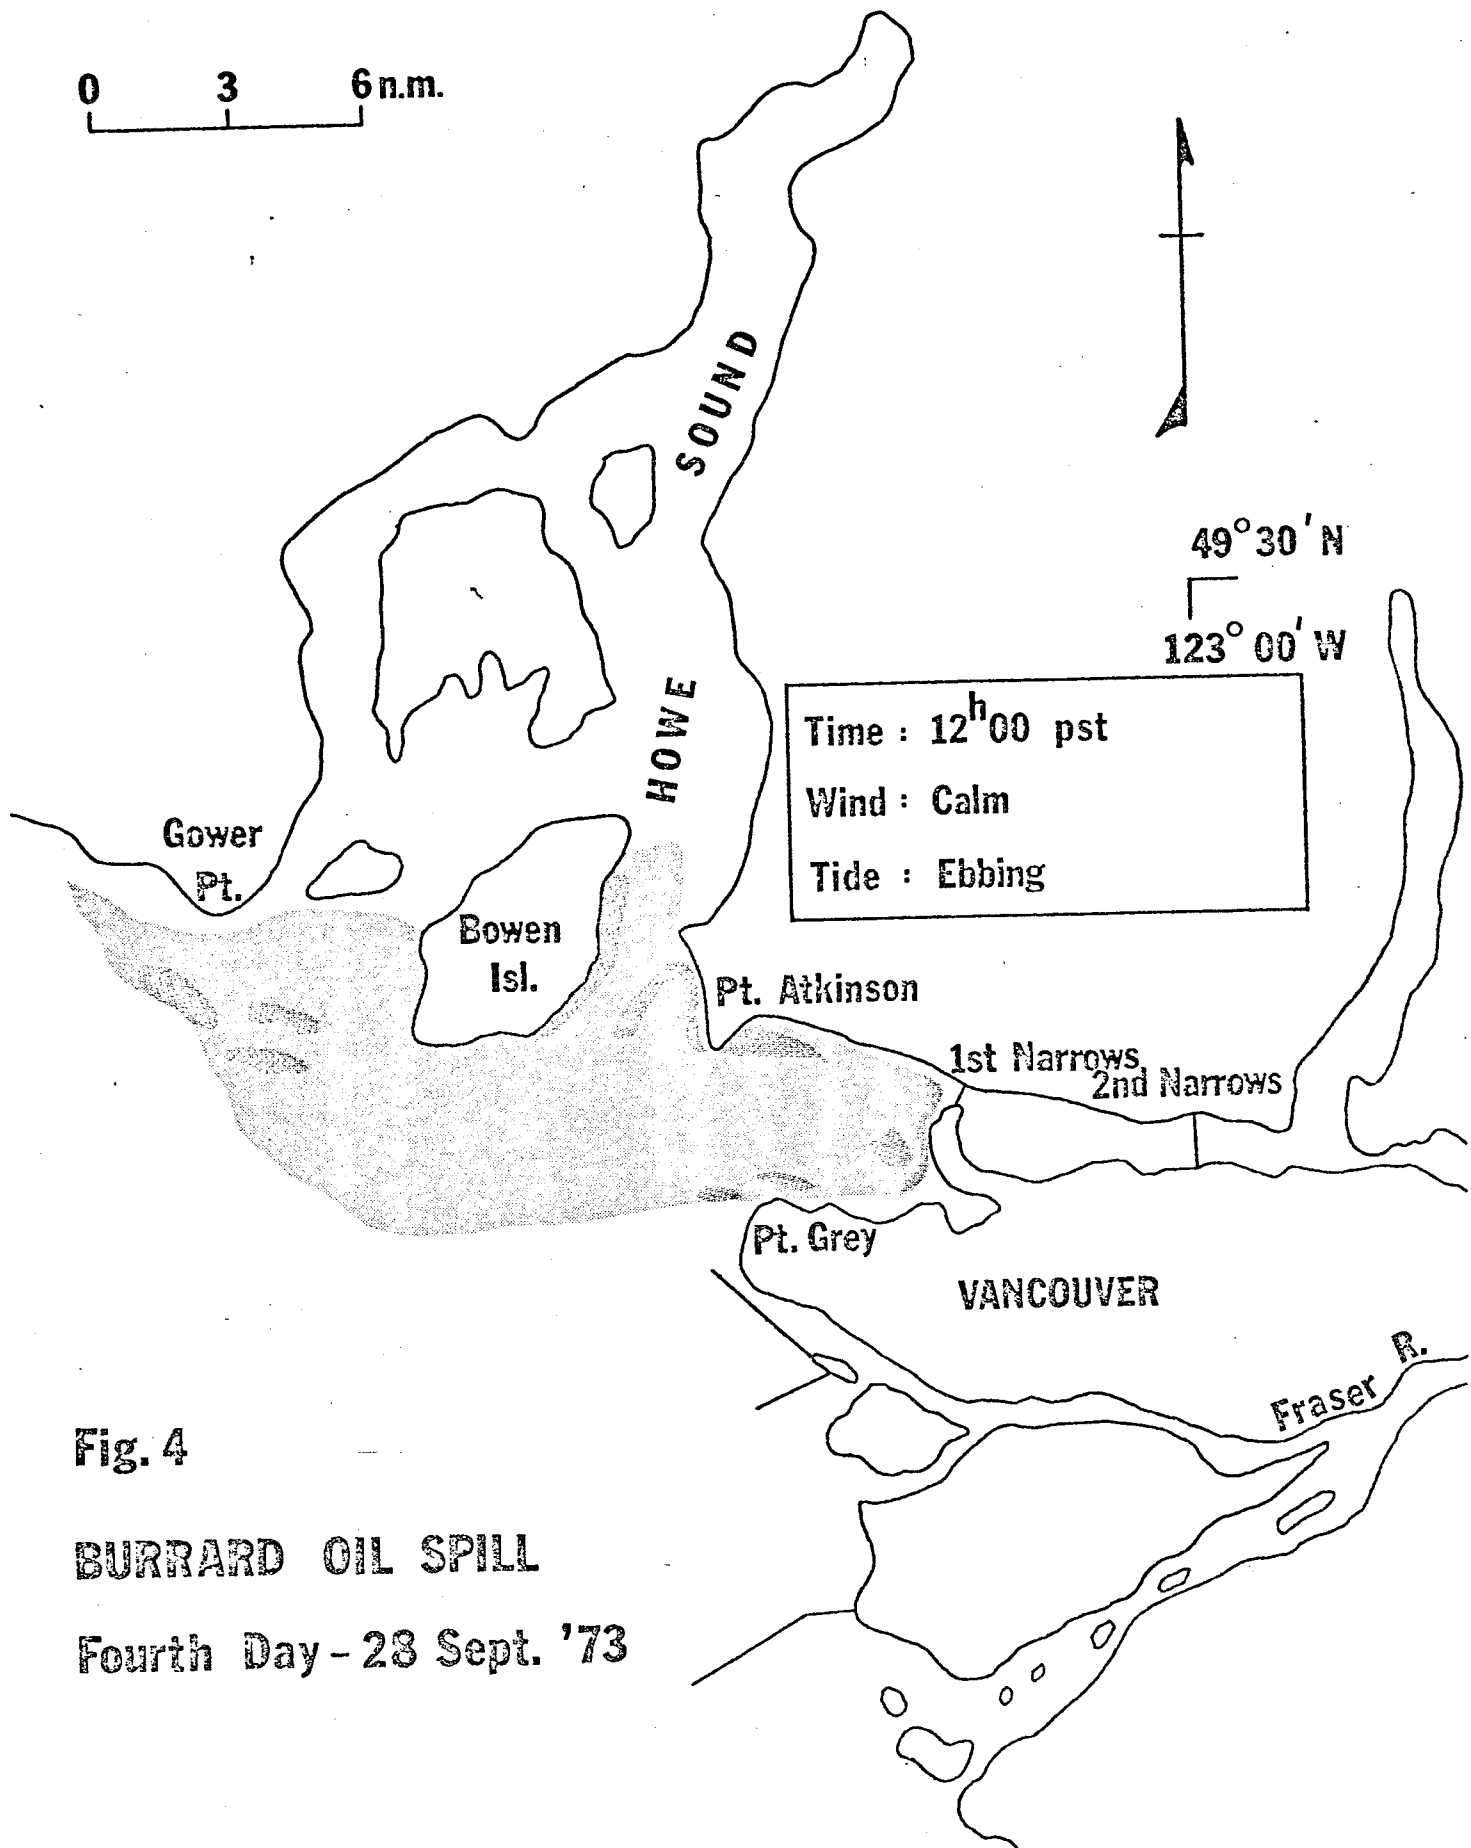 0 3 6 n.m.
SOUND
49°30'N
123°00'W
HOWE
Time : 12h00 pst
Wind : Calm
Tide : Ebbing
Gower
Pt.
Bowen
Isl.
Pt. Atkinson
1st Narrows
2nd Narrows
Pt. Grey
VANCOUVER
Fraser R.
Fig. 4
BURRARD OIL SPILL
Fourth Day - 28 Sept. '73